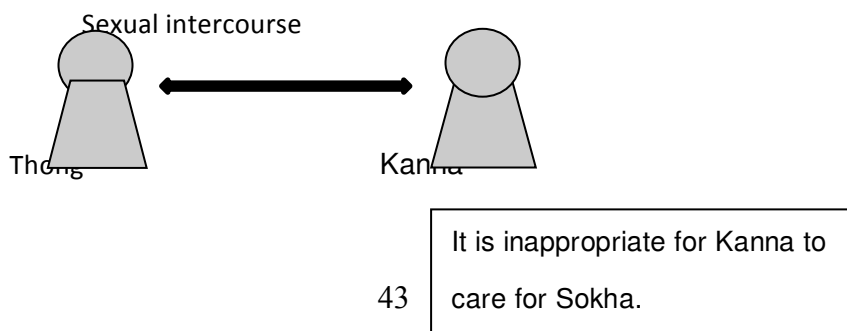 Sexual intercourse
Thong Kanna
It is inappropriate for Kanna to
43 care for Sokha.